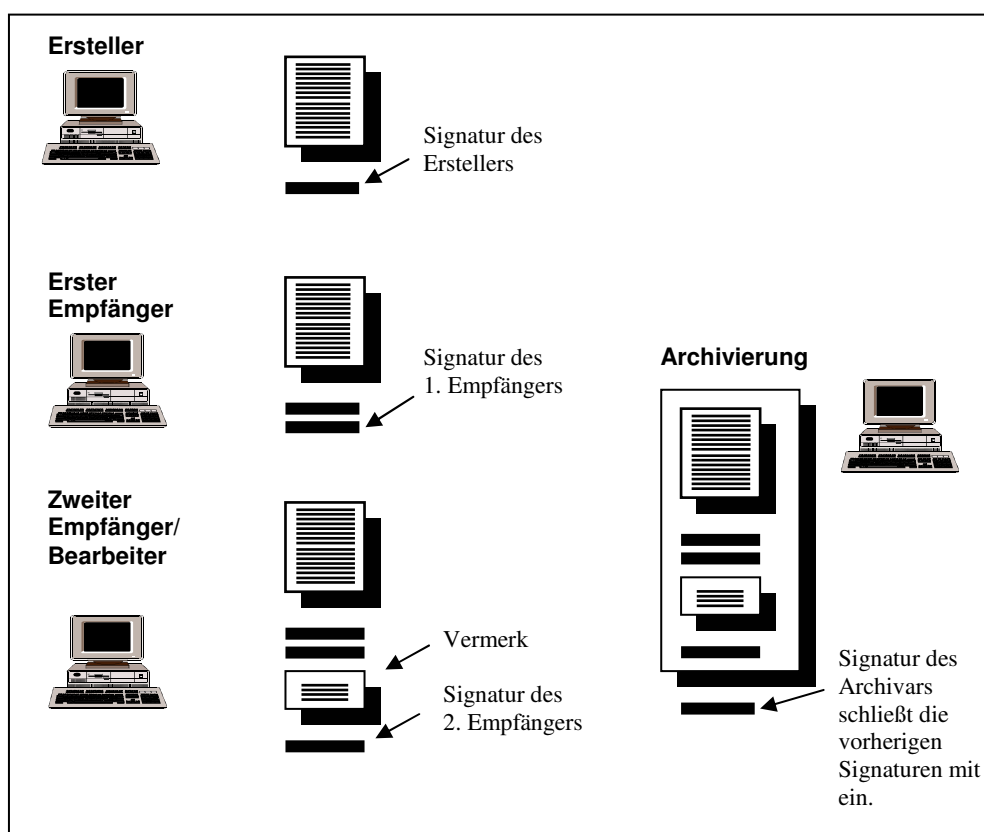 Ersteller
Signatur des
Erstellers
Erster
Empfänger
Signatur des
1. Empfängers
Archivierung
Zweiter
Empfänger/
Bearbeiter
Vermerk
Signatur des
2. Empfängers
Signatur des
Archivars
schließt die
vorherigen
Signaturen mit
ein.